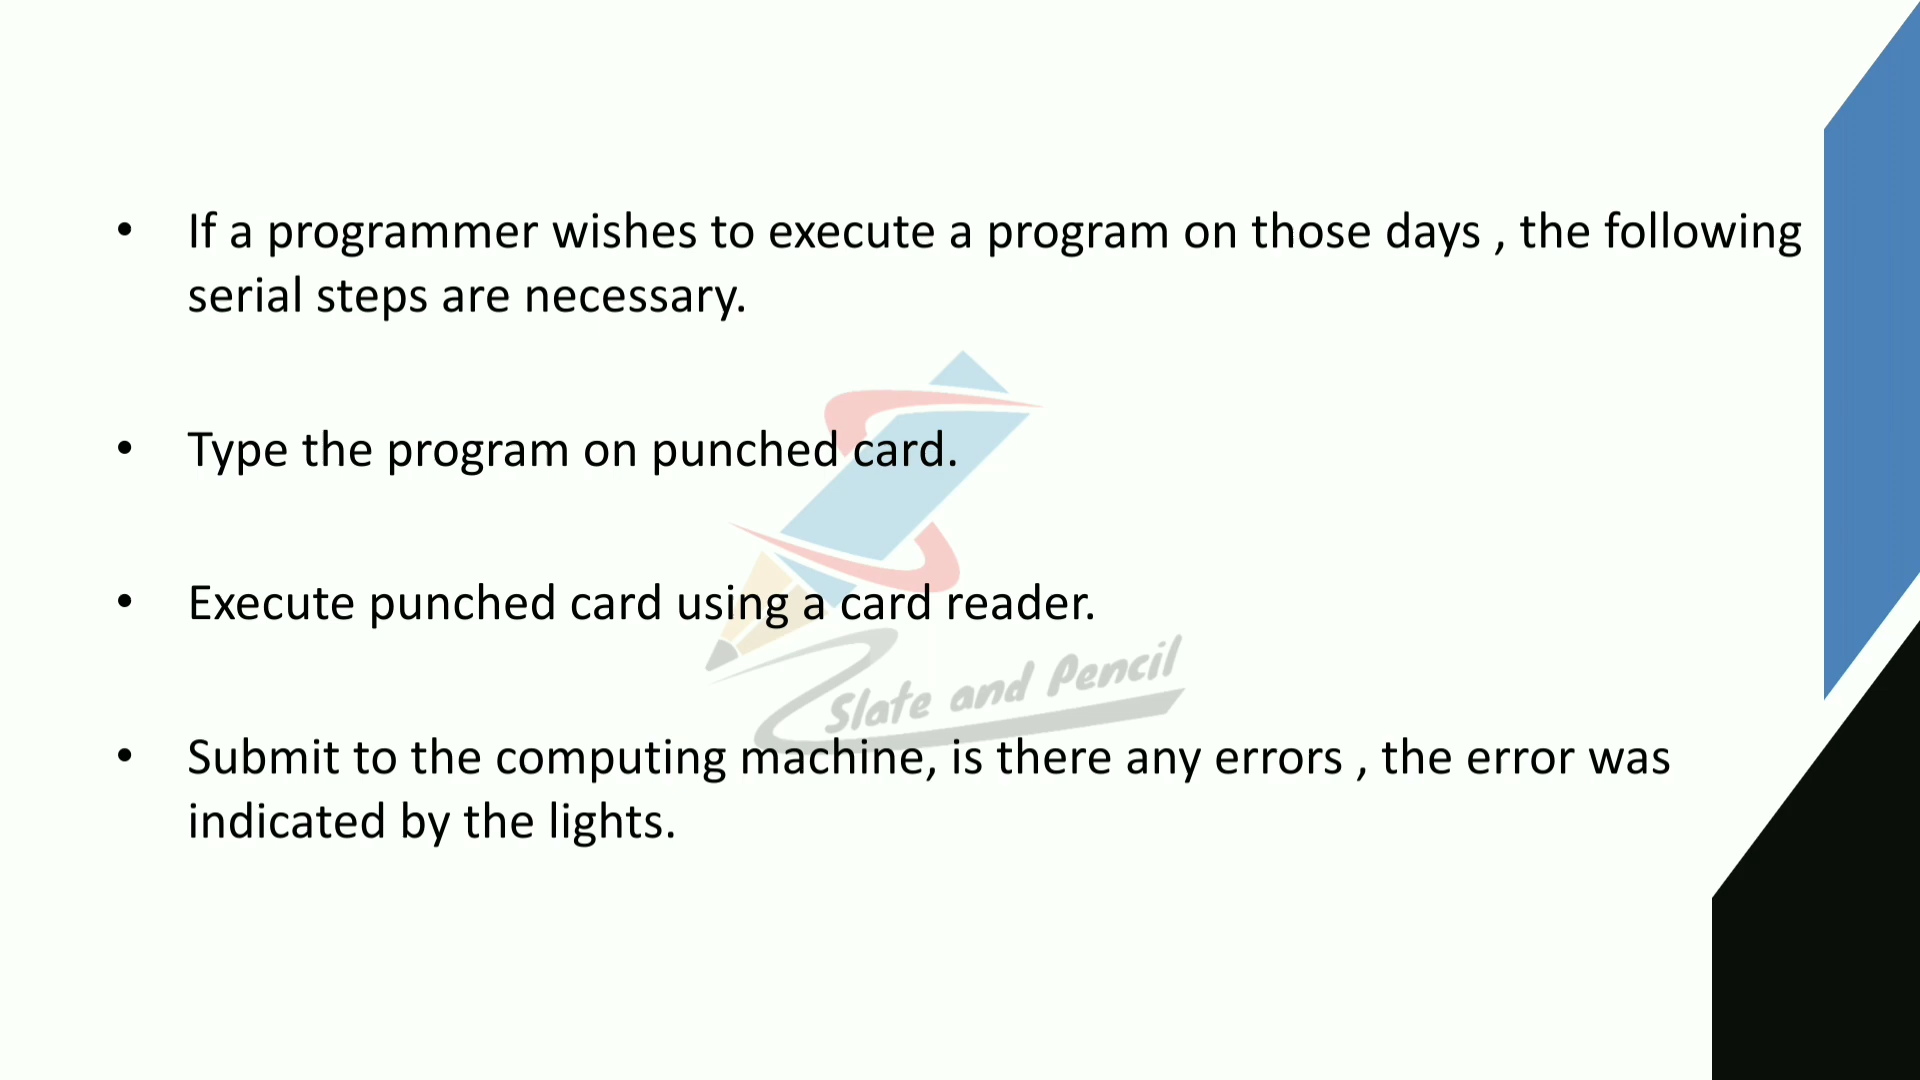 • If a programmer wishes to execute a program on those days , the following
serial steps are necessary.
• Type the program on punched card.
• Execute punched card using a card reader.
Slate and Pencil
• Submit to the computing machine, is there any errors , the error was
indicated by the lights.